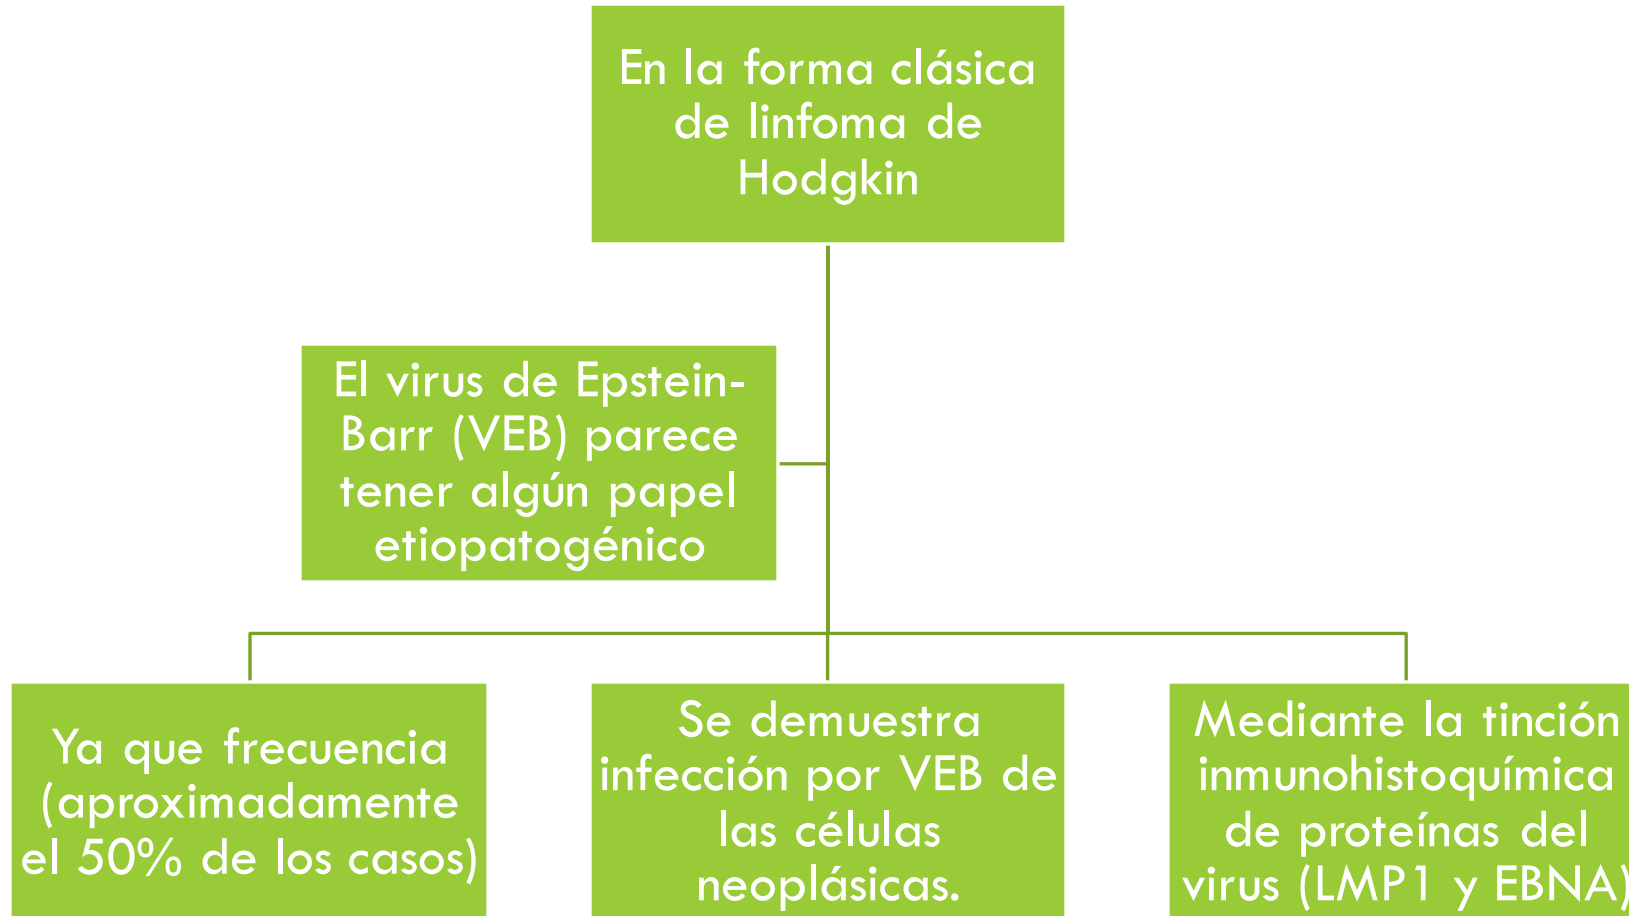 En la forma clásica
de linfoma de
Hodgkin
El virus de Epstein-
Barr (VEB) parece
tener algún papel
etiopatogénico
Ya que frecuencia
(aproximadamente
el 50% de los casos)
Se demuestra
infección por VEB de
las células
neoplásicas.
Mediante la tinción
inmunohistoquímica
de proteínas del
virus (LMP1 y EBNA)